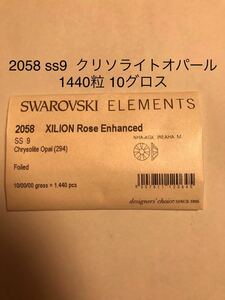 2058 ss9 クリソライトオパール
1440粒 10グロス
SWAROVSKI ELEMENTS
2058 XILION Rose Enhanced
SS 9
Chrysolite Opal (294)
Foiled
10/00/00 gross = 1,440 pcs
designers' choice SINCE 1895